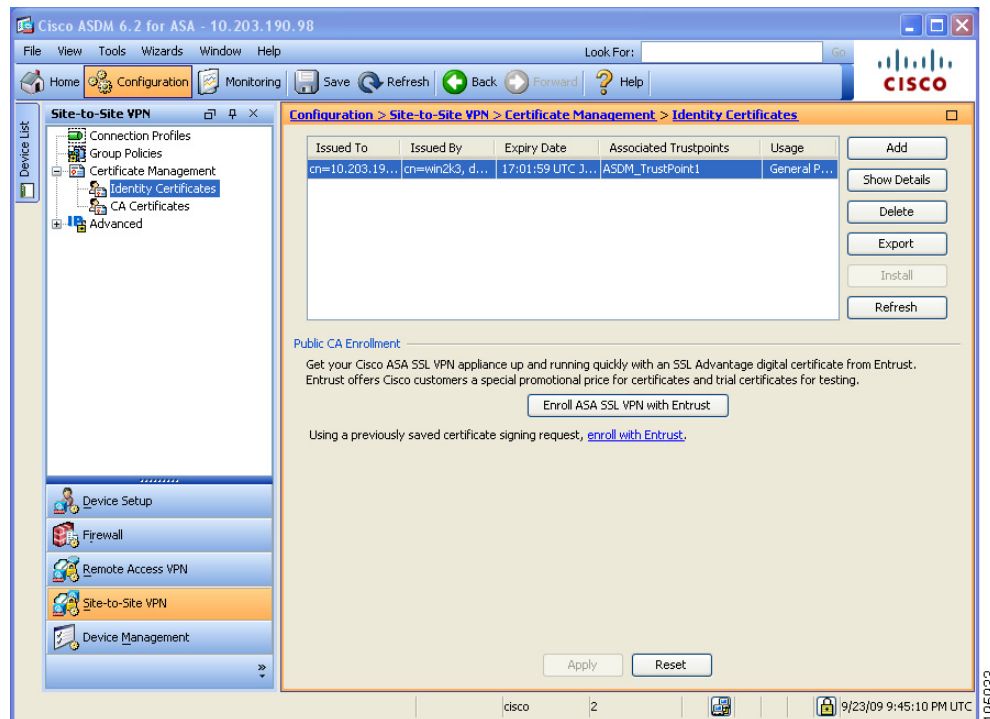 Cisco ASDM 6.2 for ASA - 10.203.190.98
File View Tools Wizards Window Help Look For: Go
Home Configuration Monitoring Save Refresh Back Forward Help
CISCO
Device List
Site-to-Site VPN
Connection Profiles
Group Policies
Certificate Management
Identity Certificates
CA Certificates
Advanced
Device Setup
Firewall
Remote Access VPN
Site-to-Site VPN
Device Management
Configuration > Site-to-Site VPN > Certificate Management > Identity Certificates
Issued To Issued By Expiry Date Associated Trustpoints Usage
cn=10.203.19... cn=win2k3, d... 17:01:59 UTC J... ASDM_TrustPoint1 General P...
Add
Show Details
Delete
Export
Install
Refresh
Public CA Enrollment
Get your Cisco ASA SSL VPN appliance up and running quickly with an SSL Advantage digital certificate from Entrust.
Entrust offers Cisco customers a special promotional price for certificates and trial certificates for testing.
Enroll ASA SSL VPN with Entrust
Using a previously saved certificate signing request, enroll with Entrust.
Apply Reset
cisco 2 9/23/09 9:45:10 PM UTC